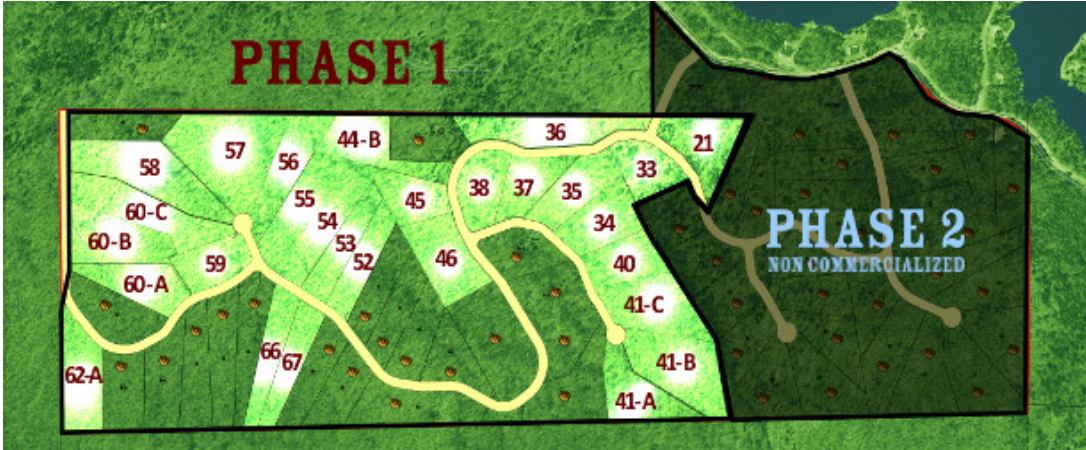 PHASE 1
36
44-B
21
57
56
58
33
38
37
35
55
45
60-C
54
34
60-B
53
46
59
52
40
60-A
41-C
66
67
41-B
62-A
41-A
PHASE 2
NON COMMERCIALIZED